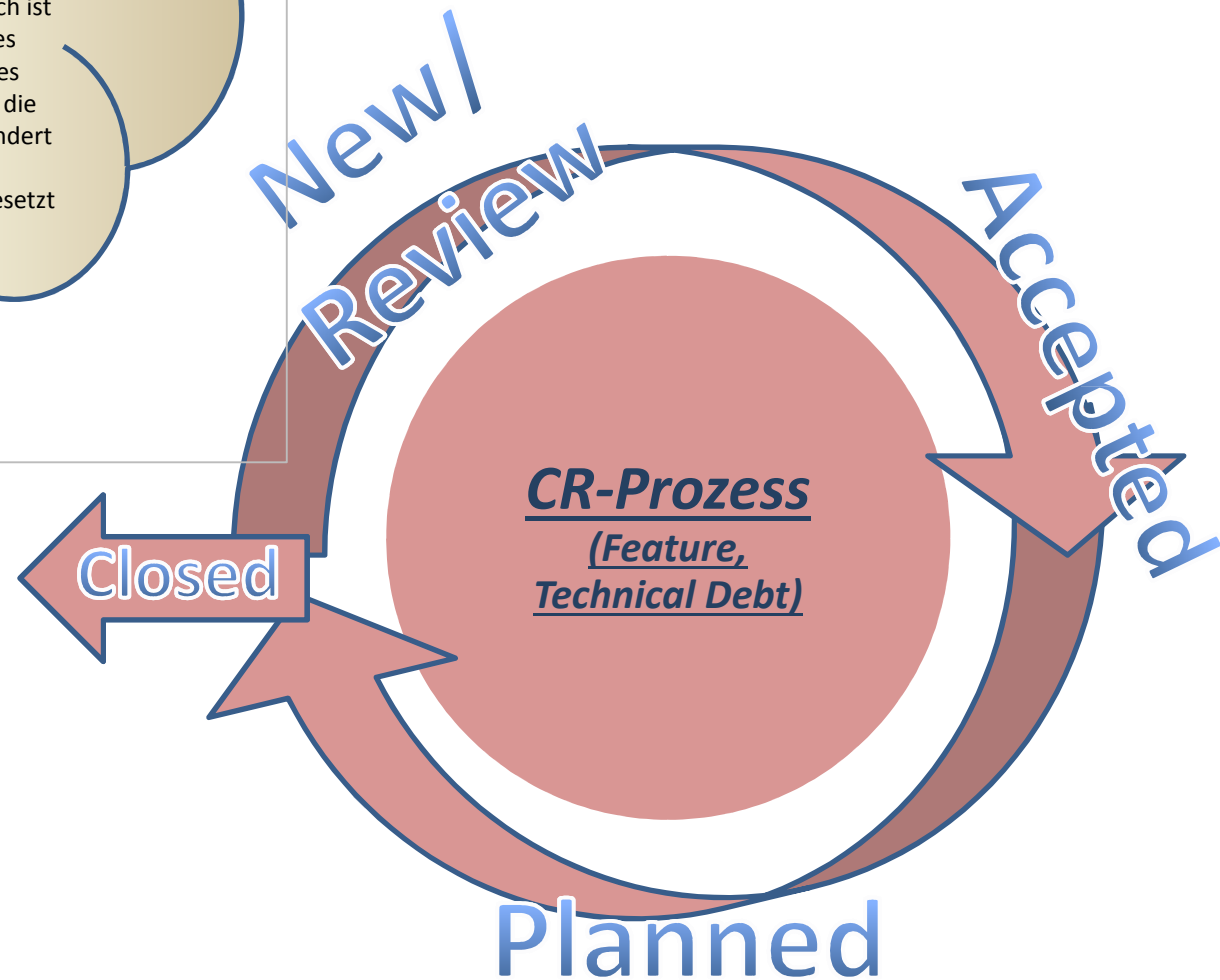 ch ist
es
es
die
ndert
esetzt
New/
Review
Accepted
CR-Prozess
(Feature,
Technical Debt)
Closed
Planned